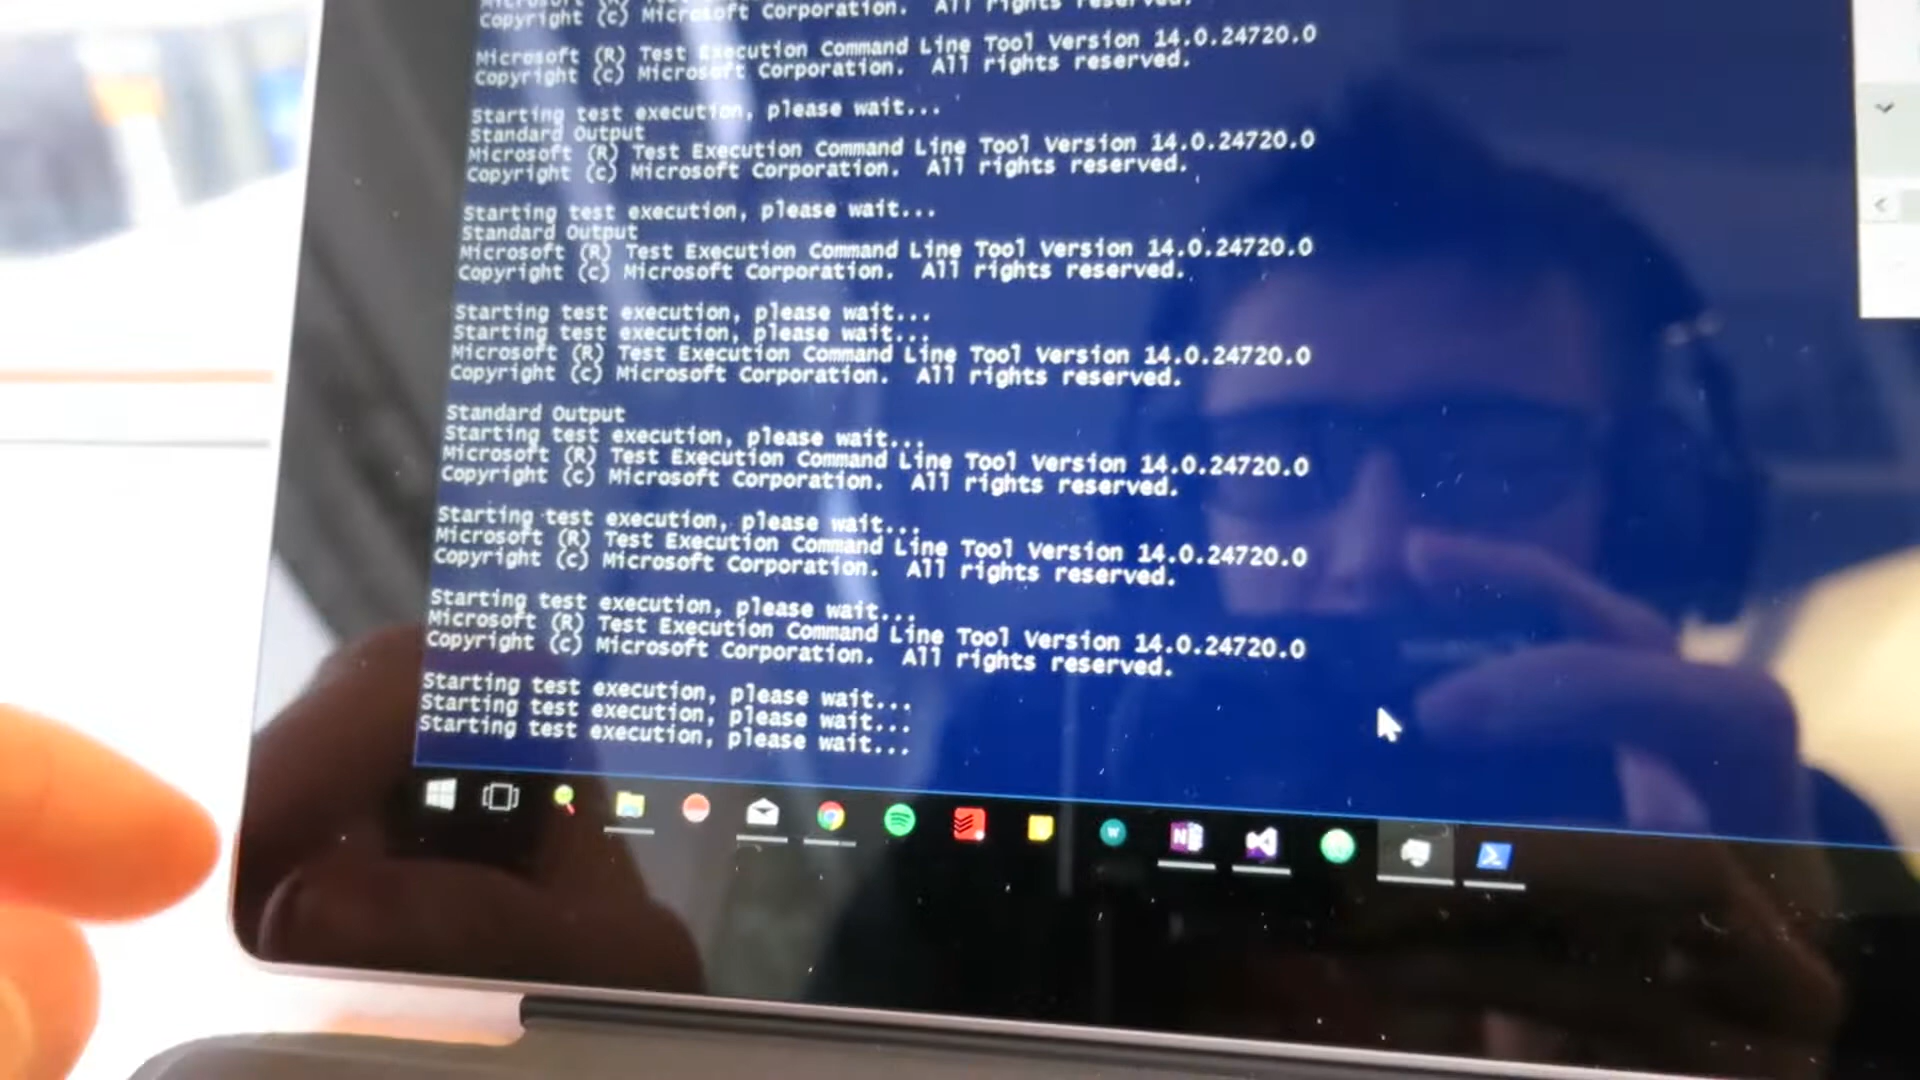 Copyright (c) Microsoft Corporation.  All rights reserved.
Microsoft (R) Test Execution Command Line Tool Version 14.0.24720.0
Copyright (c) Microsoft Corporation.  All rights reserved.
Starting test execution, please wait...
Standard Output
Microsoft (R) Test Execution Command Line Tool Version 14.0.24720.0
Copyright (c) Microsoft Corporation.  All rights reserved.
Starting test execution, please wait...
Standard Output
Microsoft (R) Test Execution Command Line Tool Version 14.0.24720.0
Copyright (c) Microsoft Corporation.  All rights reserved.
Starting test execution, please wait...
Starting test execution, please wait...
Microsoft (R) Test Execution Command Line Tool Version 14.0.24720.0
Copyright (c) Microsoft Corporation.  All rights reserved.
Standard Output
Starting test execution, please wait...
Microsoft (R) Test Execution Command Line Tool Version 14.0.24720.0
Copyright (c) Microsoft Corporation.  All rights reserved.
Starting test execution, please wait...
Microsoft (R) Test Execution Command Line Tool Version 14.0.24720.0
Copyright (c) Microsoft Corporation.  All rights reserved.
Starting test execution, please wait...
Microsoft (R) Test Execution Command Line Tool Version 14.0.24720.0
Copyright (c) Microsoft Corporation.  All rights reserved.
Starting test execution, please wait...
Starting test execution, please wait...
Starting test execution, please wait...